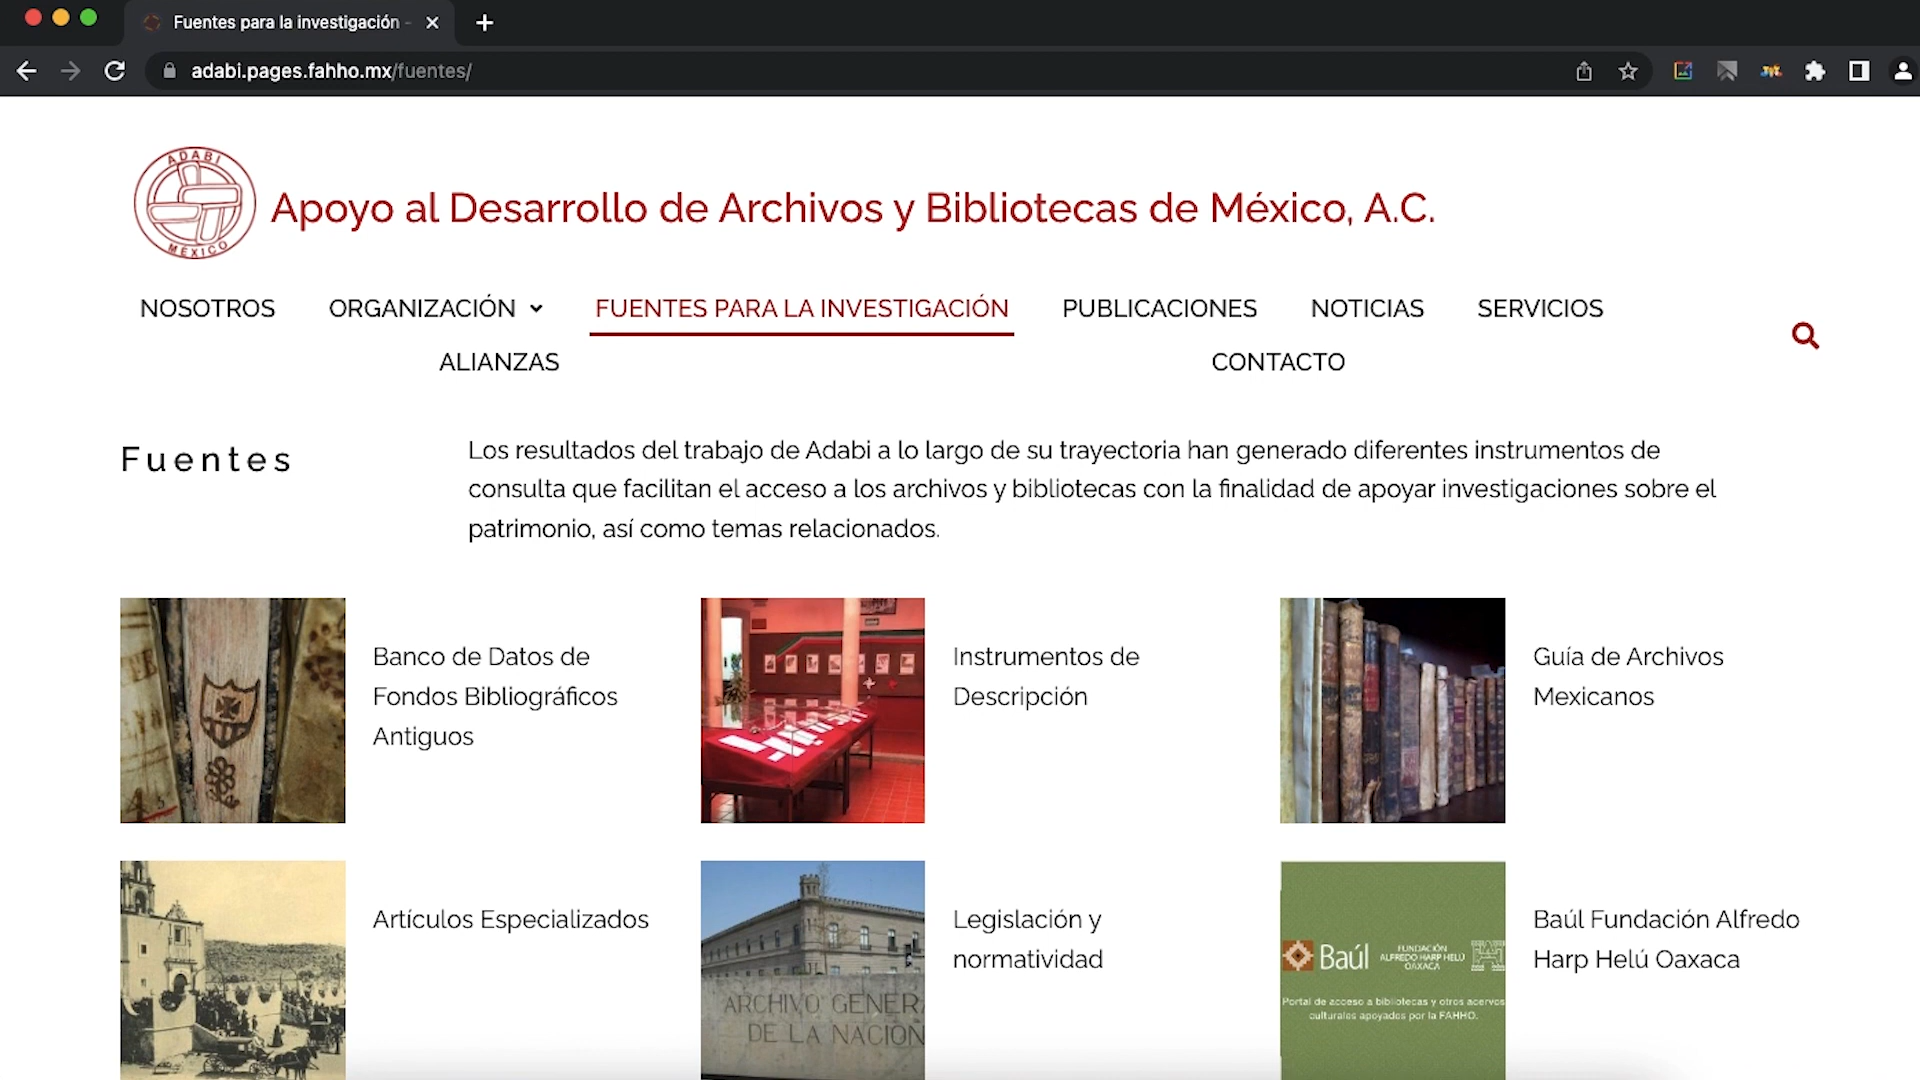 Fuentes para la investigación -
adabi.pages.fahho.mx/fuentes/
ADABI
MÉXICO
Apoyo al Desarrollo de Archivos y Bibliotecas de México, A.C.
NOSOTROS ORGANIZACIÓN FUENTES PARA LA INVESTIGACIÓN PUBLICACIONES NOTICIAS SERVICIOS
ALIANZAS CONTACTO
Fuentes
Los resultados del trabajo de Adabi a lo largo de su trayectoria han generado diferentes instrumentos de
consulta que facilitan el acceso a los archivos y bibliotecas con la finalidad de apoyar investigaciones sobre el
patrimonio, así como temas relacionados.
Banco de Datos de
Fondos Bibliográficos
Antiguos
Instrumentos de
Descripción
Guía de Archivos
Mexicanos
Artículos Especializados
ARCHIVO GENERA
DE LA NACION
Legislación y
normatividad
Baúl
FUNDACIÓN
ALFREDO HARP HELÚ
OAXACA
Portal de acceso a bibliotecas y otros acervos
culturales apoyados por la FAHHO.
Baúl Fundación Alfredo
Harp Helú Oaxaca